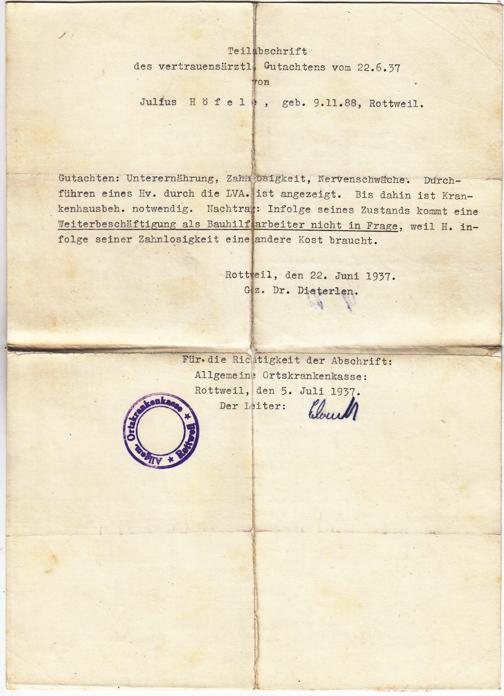 Teilabschrift
des vertrauensärztl. Gutachtens vom 22.6.37
von
Julius H ö f e l e , geb. 9.11.88, Rottweil.
Gutachten: Unterernährung, Zahnlosigkeit, Nervenschwäche. Durch-
führen eines Hv. durch die LVA. ist angezeigt. Bis dahin ist Kran-
kenhausbeh. notwendig. Nachtrag: Infolge seines Zustands kommt eine
Weiterbeschäftigung als Bauhilfsarbeiter nicht in Frage, weil H. in-
folge seiner Zahnlosigkeit eine andere Kost braucht.
Rottweil, den 22. Juni 1937.
Gez. Dr. Dieterlen.
Für die Richtigkeit der Abschrift:
Allgemeine Ortskrankenkasse:
Rottweil, den 5. Juli 1937.
Der Leiter:
Allgem. Ortskrankenkasse ★ Rottweil ★